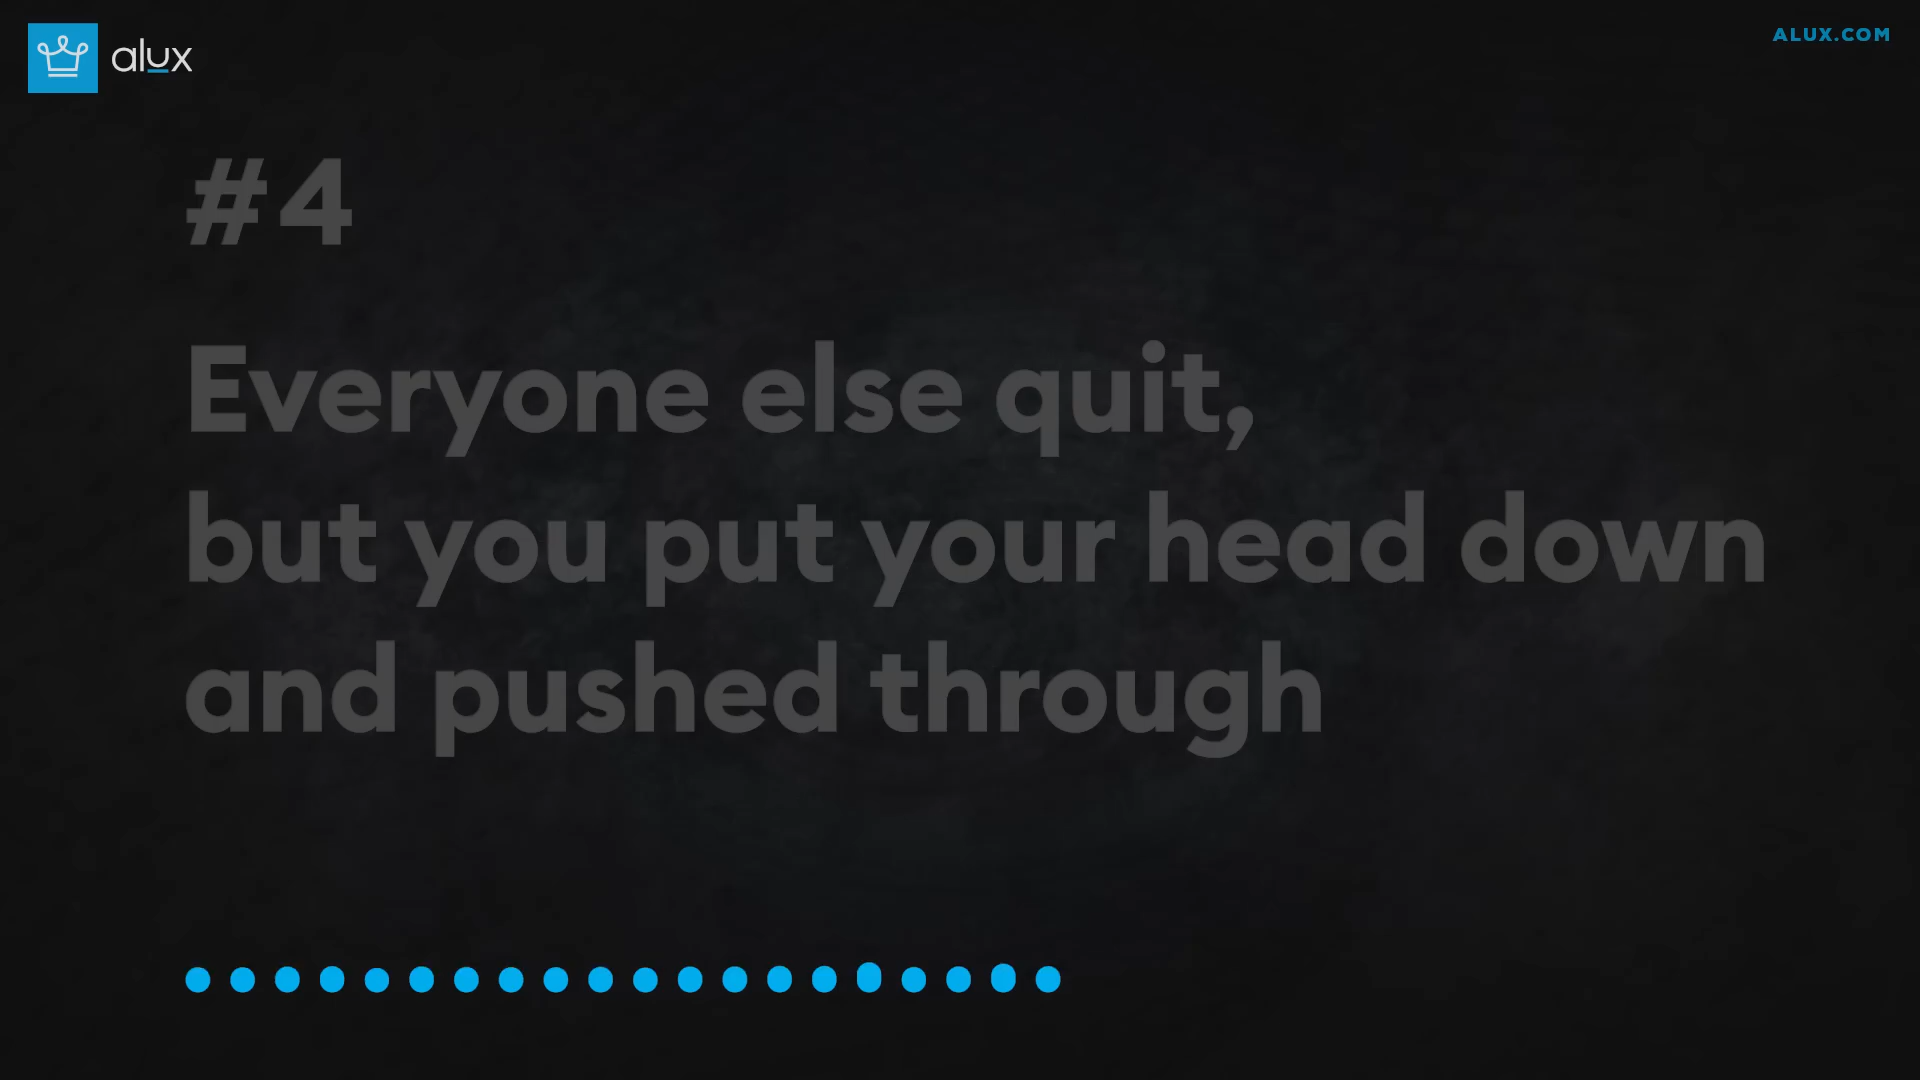 alux
ALUX.COM
#4
Everyone else quit,
but you put your head down
and pushed through